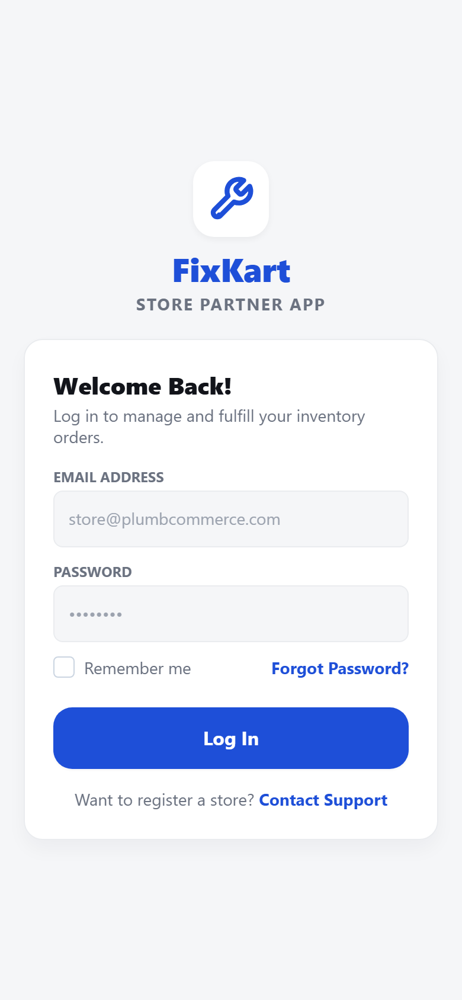 FixKart
STORE PARTNER APP
Welcome Back!
Log in to manage and fulfill your inventory
orders.
EMAIL ADDRESS
store@plumbcommerce.com
PASSWORD
••••••••
Remember me
Forgot Password?
Log In
Want to register a store? Contact Support